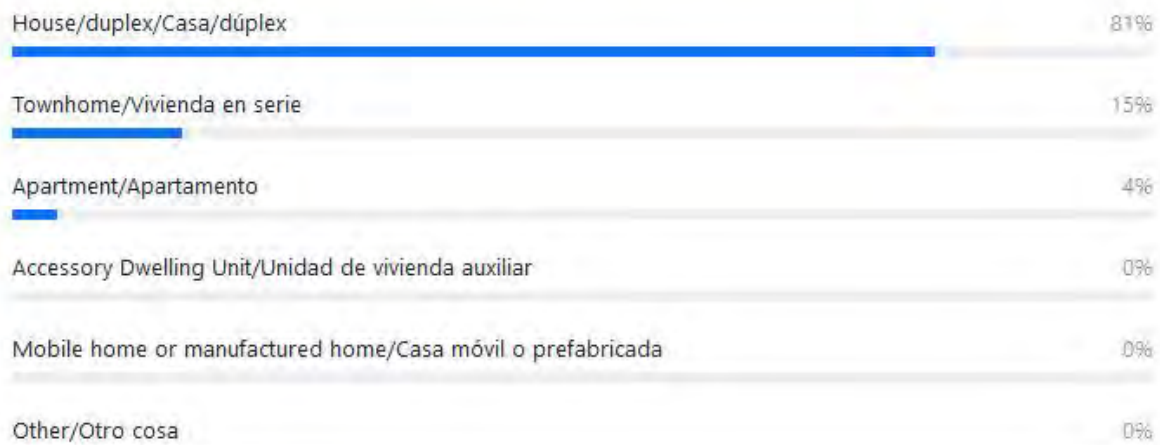 House/duplex/Casa/dúplex 81%
Townhome/Vivienda en serie 15%
Apartment/Apartamento 4%
Accessory Dwelling Unit/Unidad de vivienda auxiliar 0%
Mobile home or manufactured home/Casa móvil o prefabricada 0%
Other/Otro cosa 0%